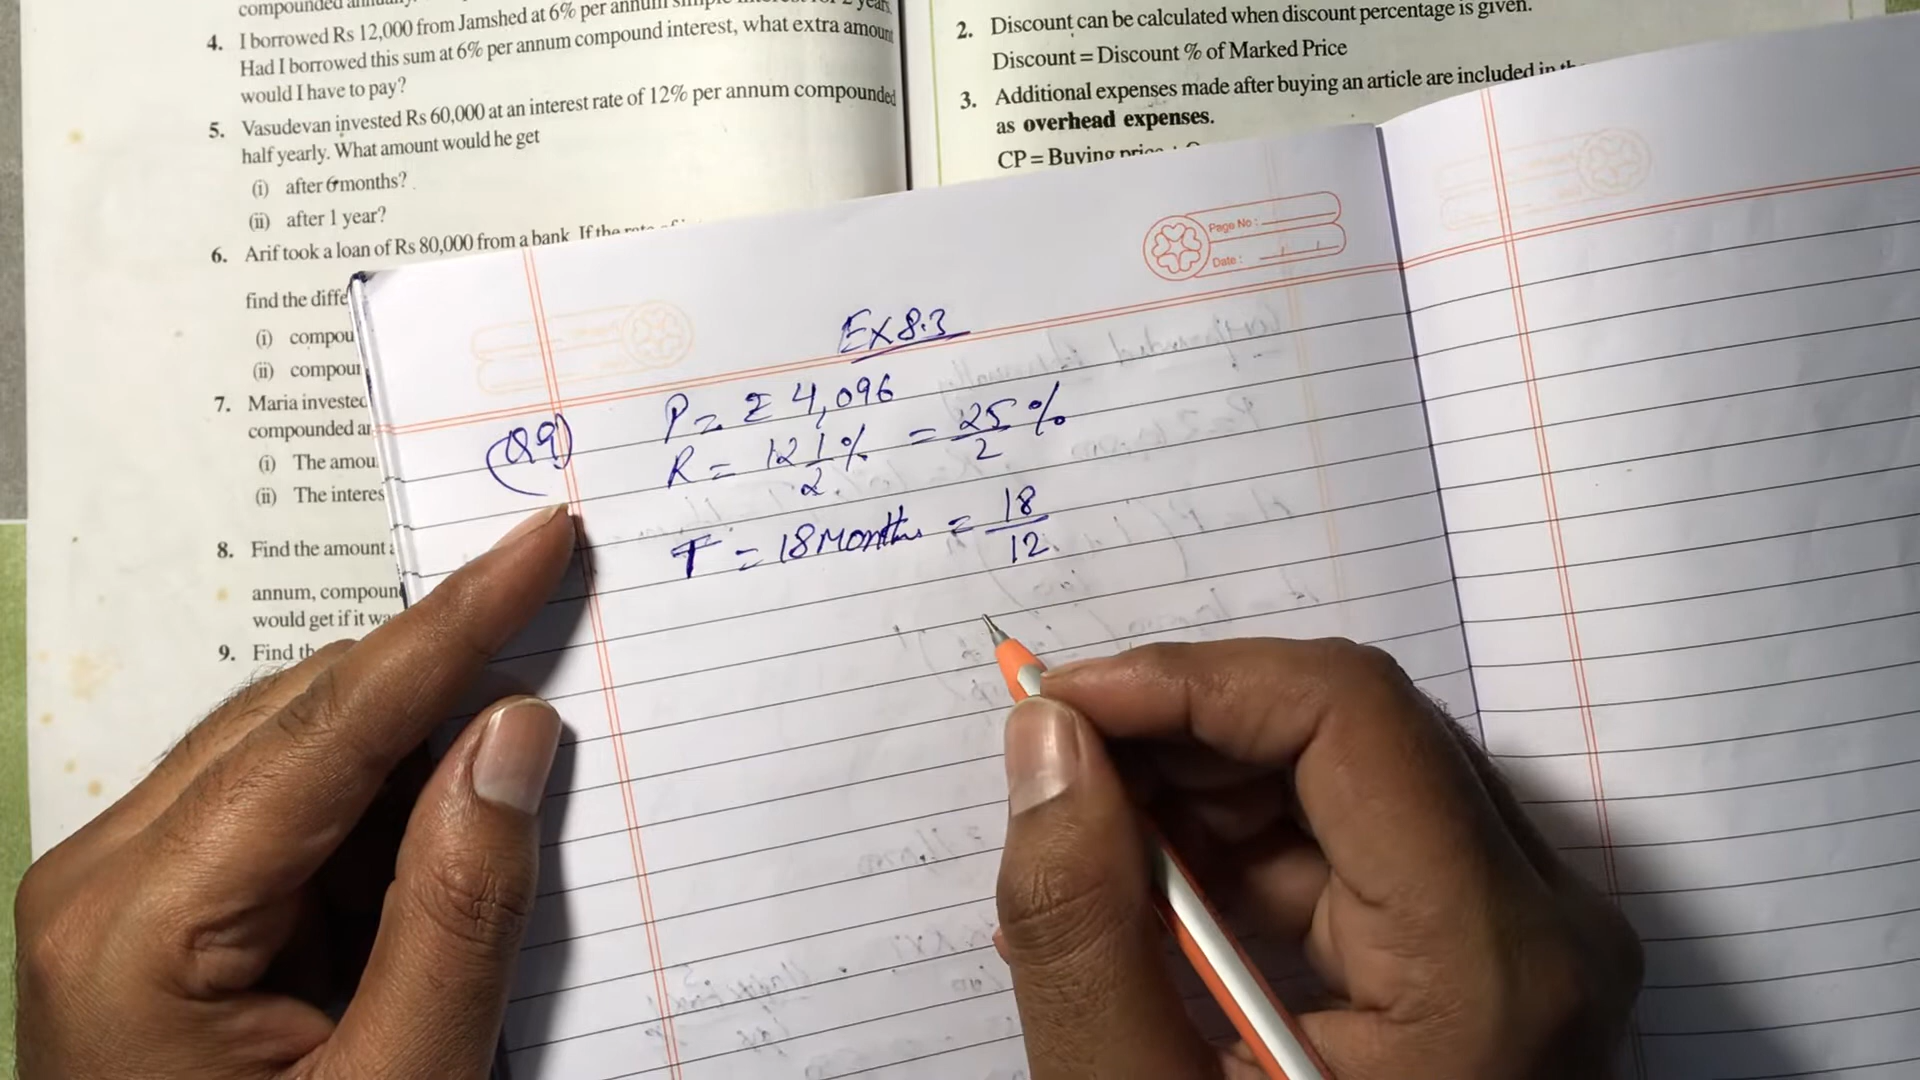 compounded annually.
4. I borrowed Rs 12,000 from Jamshed at 6% per annum simple interest for 2 years.
Had I borrowed this sum at 6% per annum compound interest, what extra amount
would I have to pay?
5. Vasudevan invested Rs 60,000 at an interest rate of 12% per annum compounded
half yearly. What amount would he get
(i) after 6 months?
(ii) after 1 year?
6. Arif took a loan of Rs 80,000 from a bank. If the rate of
find the diffe
(i) compou
(ii) compour
7. Maria invested
compounded an
(i) The amou
(ii) The interes
8. Find the amount a
annum, compoun
would get if it wa
9. Find th
2. Discount can be calculated when discount percentage is given.
Discount = Discount % of Marked Price
3. Additional expenses made after buying an article are included in the
as overhead expenses.
CP = Buying price +
Page No :
Date :
EX 8.3
(Q9) P = ₹ 4,096
R = 12 1/2 % = 25/2 %
T = 18 Months = 18/12